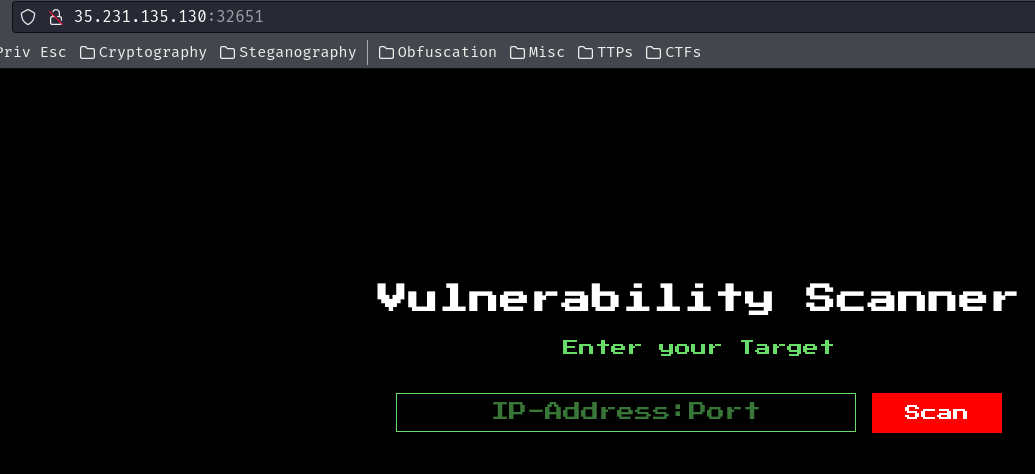 35.231.135.130:32651
Priv Esc Cryptography Steganography Obfuscation Misc TTPs CTFs
Vulnerability Scanner
Enter your Target
IP-Address:Port Scan